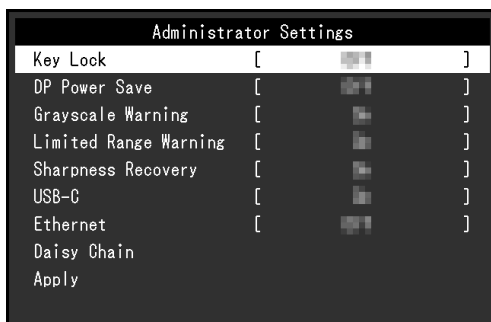 Administrator Settings
Key Lock [ ]
DP Power Save [ ]
Grayscale Warning [ ]
Limited Range Warning [ ]
Sharpness Recovery [ ]
USB-C [ ]
Ethernet [ ]
Daisy Chain
Apply